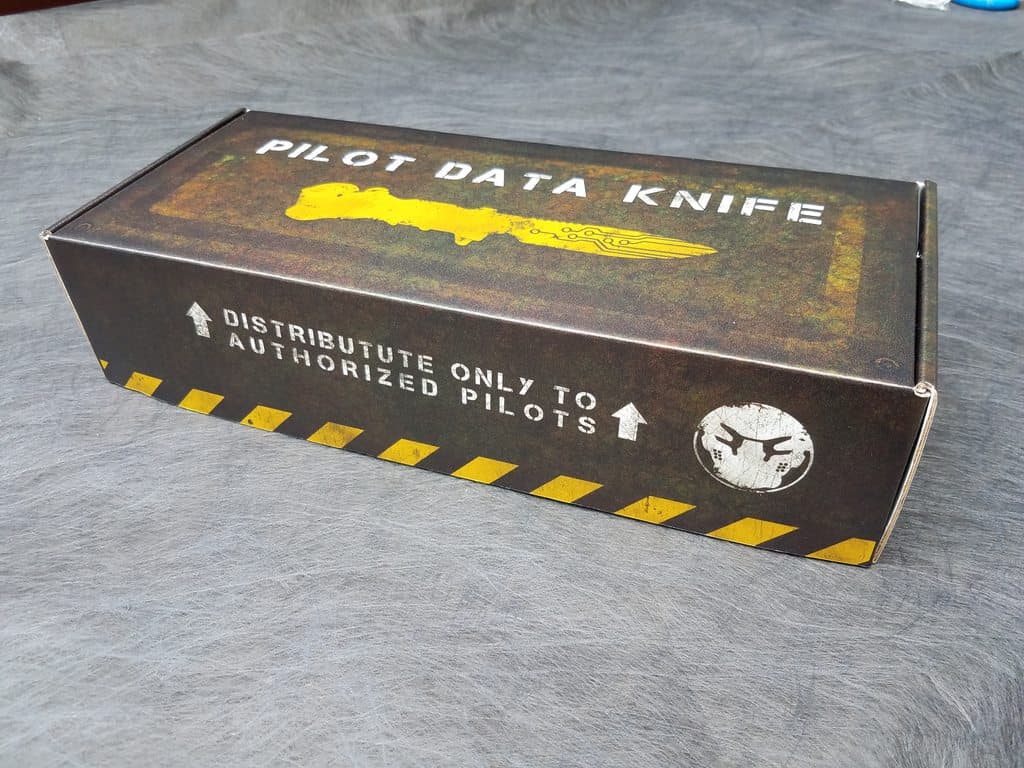 PILOT DATA KNIFE
DISTRIBUTUTE ONLY TO
AUTHORIZED PILOTS